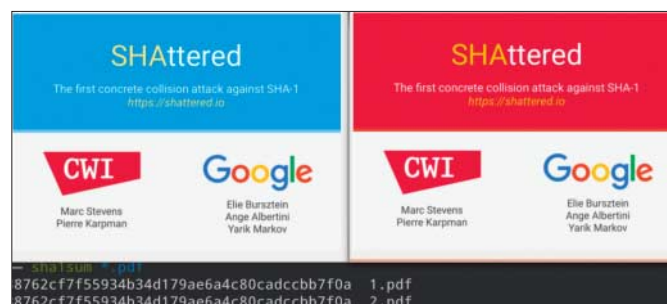 SHAttered
The first concrete collision attack against SHA-1
https://shattered.io
CWI
Marc Stevens
Pierre Karpman
Google
Elie Bursztein
Ange Albertini
Yarik Markov
SHAttered
The first concrete collision attack against SHA-1
https://shattered.io
CWI
Marc Stevens
Pierre Karpman
Google
Elie Bursztein
Ange Albertini
Yarik Markov
— sha1sum *.pdf
8762cf7f55934b34d179ae6a4c80cadccbb7f0a 1.pdf
8762cf7f55934b34d179ae6a4c80cadccbb7f0a 2.pdf